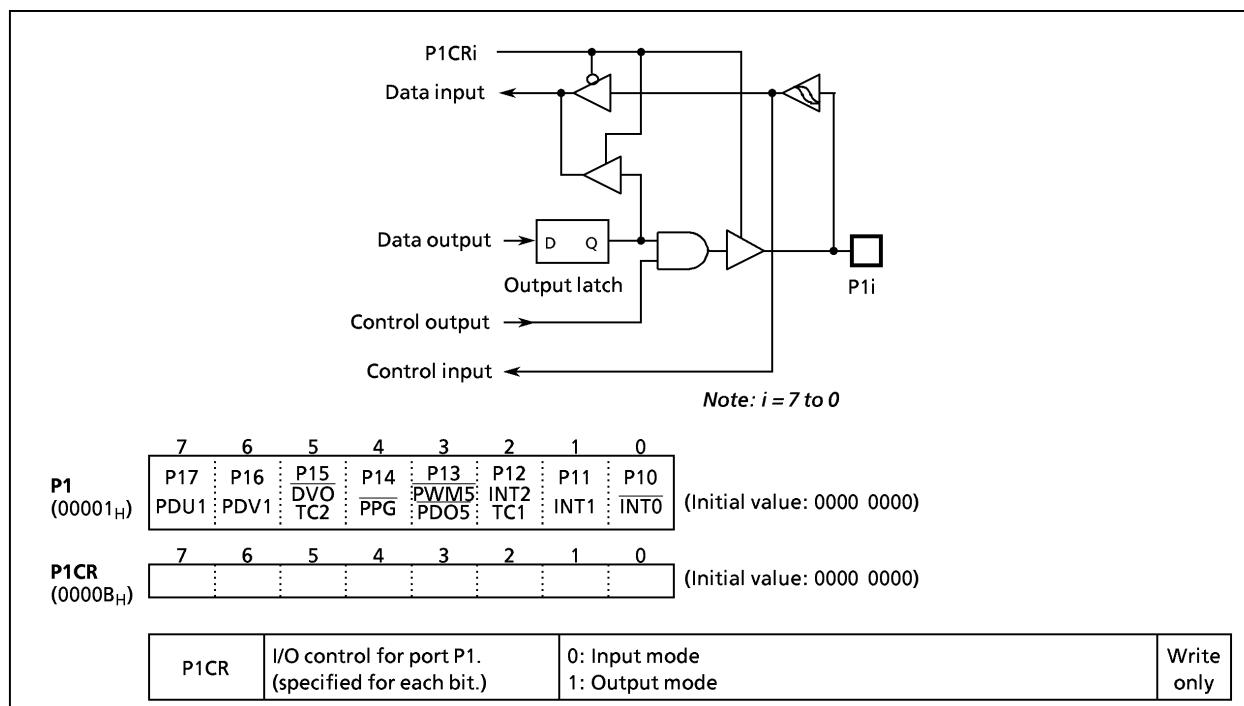 P1CRi
Data input
Data output
D Q
Output latch
P1i
Control output
Control input
Note: i = 7 to 0
7 6 5 4 3 2 1 0
P1
(00001H)
P17 P16 P15 P14 P13 P12 P11 P10
PDU1 PDV1 DVO PPG PWM5 INT2 INT1 INT0
TC2 PDO5 TC1
(Initial value: 0000 0000)
7 6 5 4 3 2 1 0
P1CR
(0000BH)
(Initial value: 0000 0000)
P1CR
I/O control for port P1.
(specified for each bit.)
0: Input mode
1: Output mode
Write
only